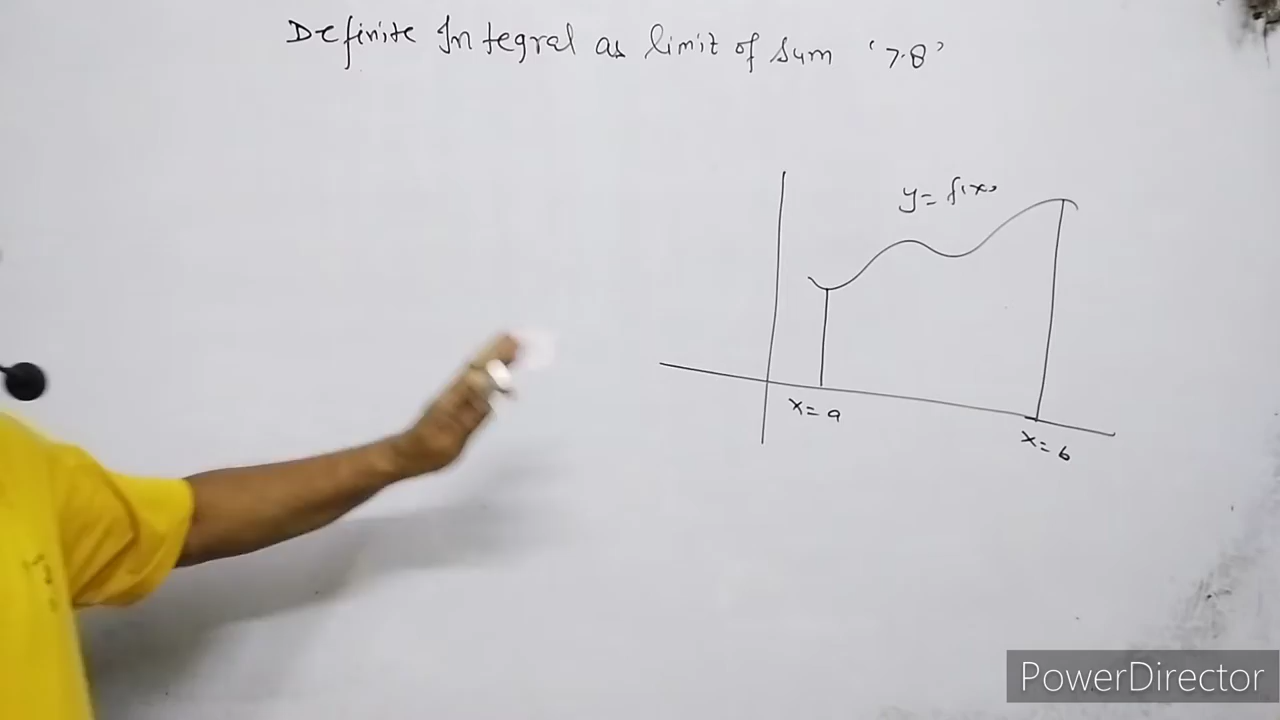 Definite Integral as limit of sum '7.8'
y = f(x)
x = a
x = b
PowerDirector